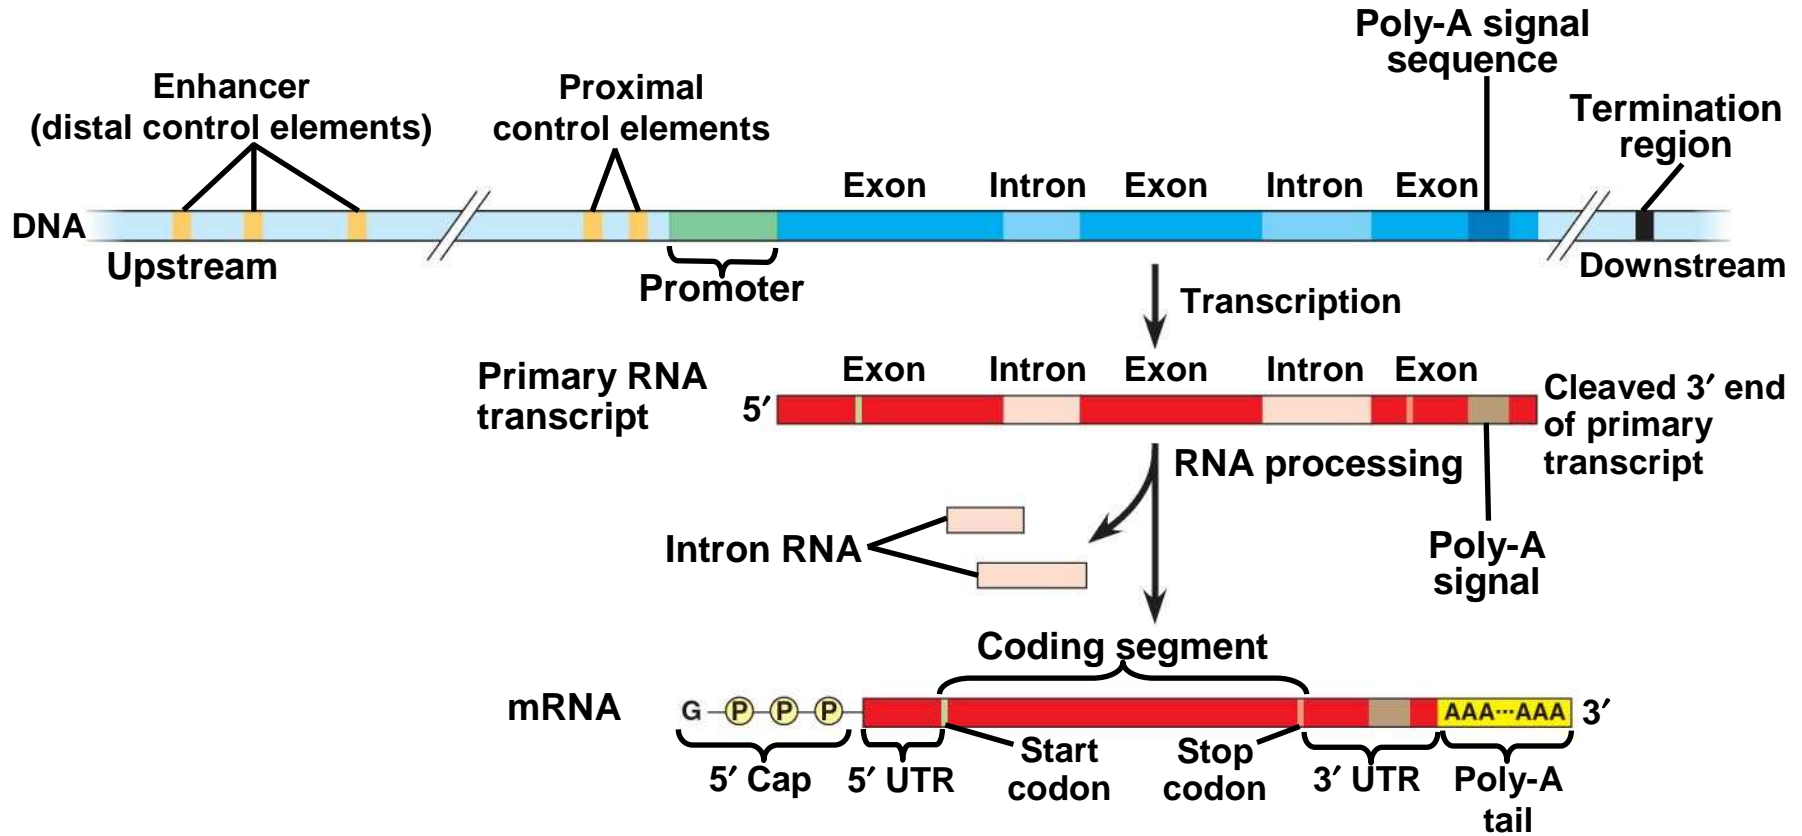 Poly-A signal
sequence
Enhancer
(distal control elements)
Proximal
control elements
Termination
region
Exon Intron Exon Intron Exon
DNA
Upstream
Promoter
Downstream
Transcription
Primary RNA
transcript
5′
Exon Intron Exon Intron Exon
Cleaved 3′ end
of primary
transcript
RNA processing
Intron RNA
Poly-A
signal
Coding segment
mRNA
G P P P
AAA···AAA 3′
5′ Cap
5′ UTR
Start
codon
Stop
codon
3′ UTR
Poly-A
tail